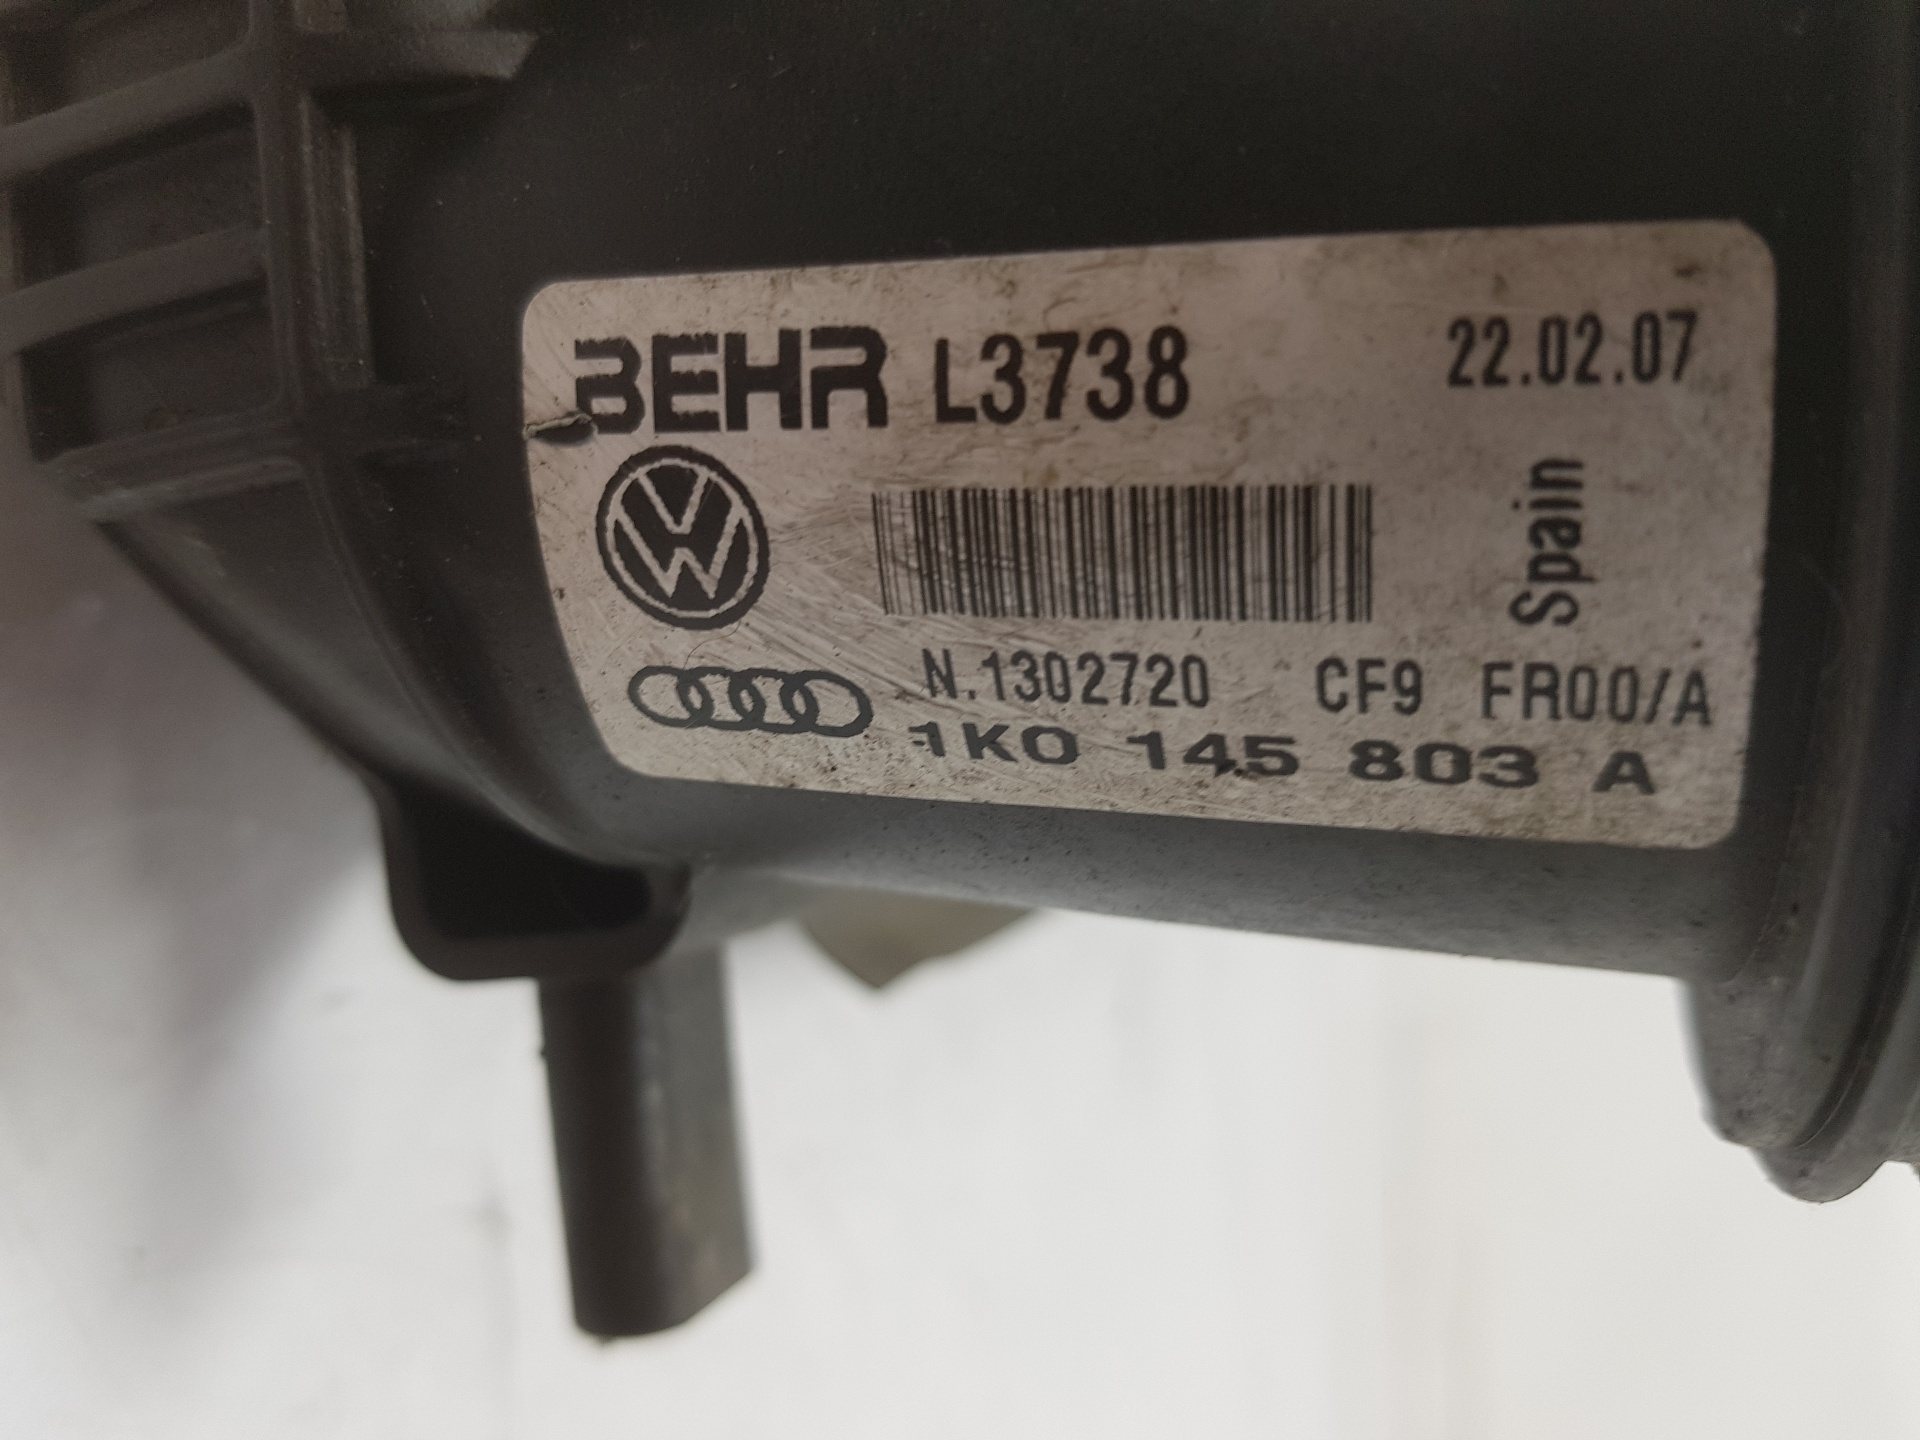 BEHR L3738 22.02.07
Spain
N.1302720 CF9 FR00/A
1K0 145 803 A